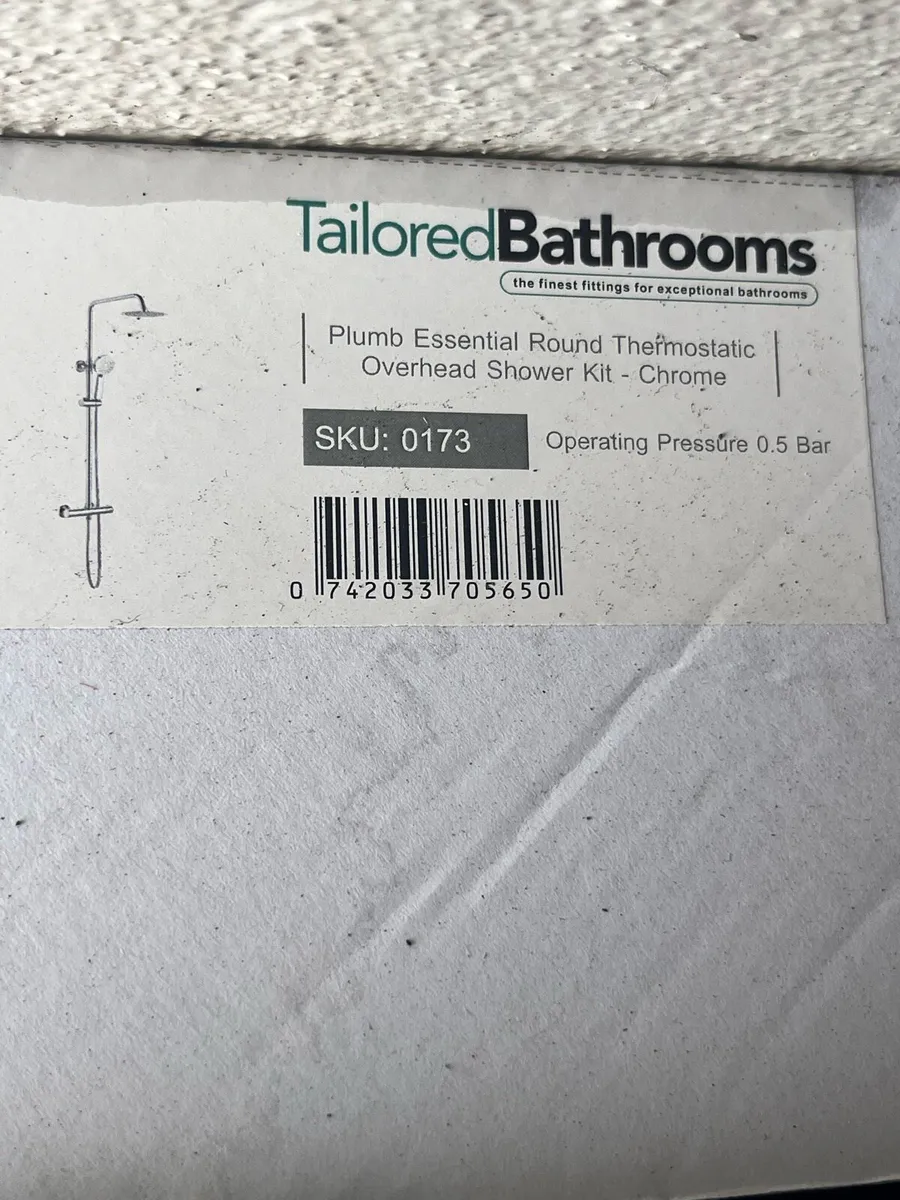 TailoredBathrooms
the finest fittings for exceptional bathrooms
Plumb Essential Round Thermostatic
Overhead Shower Kit - Chrome
SKU: 0173
Operating Pressure 0.5 Bar
0 742033 705650